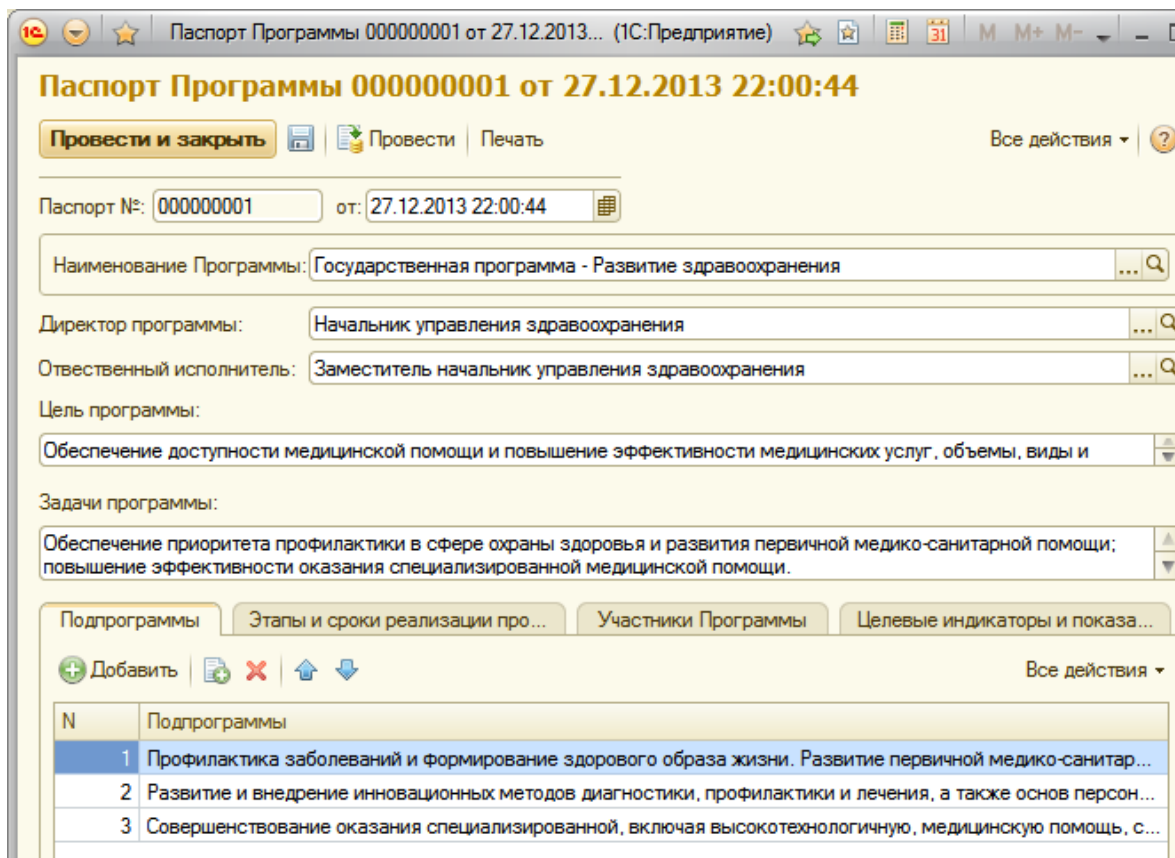 Паспорт Программы 000000001 от 27.12.2013... (1С:Предприятие) 31 M M+ M-
Паспорт Программы 000000001 от 27.12.2013 22:00:44
Провести и закрыть Провести Печать Все действия ?
Паспорт №: 000000001 от: 27.12.2013 22:00:44
Наименование Программы: Государственная программа - Развитие здравоохранения ...
Директор программы: Начальник управления здравоохранения ...
Отвественный исполнитель: Заместитель начальник управления здравоохранения ...
Цель программы:
Обеспечение доступности медицинской помощи и повышение эффективности медицинских услуг, объемы, виды и
Задачи программы:
Обеспечение приоритета профилактики в сфере охраны здоровья и развития первичной медико-санитарной помощи;
повышение эффективности оказания специализированной медицинской помощи.
Подпрограммы Этапы и сроки реализации про... Участники Программы Целевые индикаторы и показа...
Добавить Все действия
N Подпрограммы
1 Профилактика заболеваний и формирование здорового образа жизни. Развитие первичной медико-санитар...
2 Развитие и внедрение инновационных методов диагностики, профилактики и лечения, а также основ персон...
3 Совершенствование оказания специализированной, включая высокотехнологичную, медицинскую помощь, с...